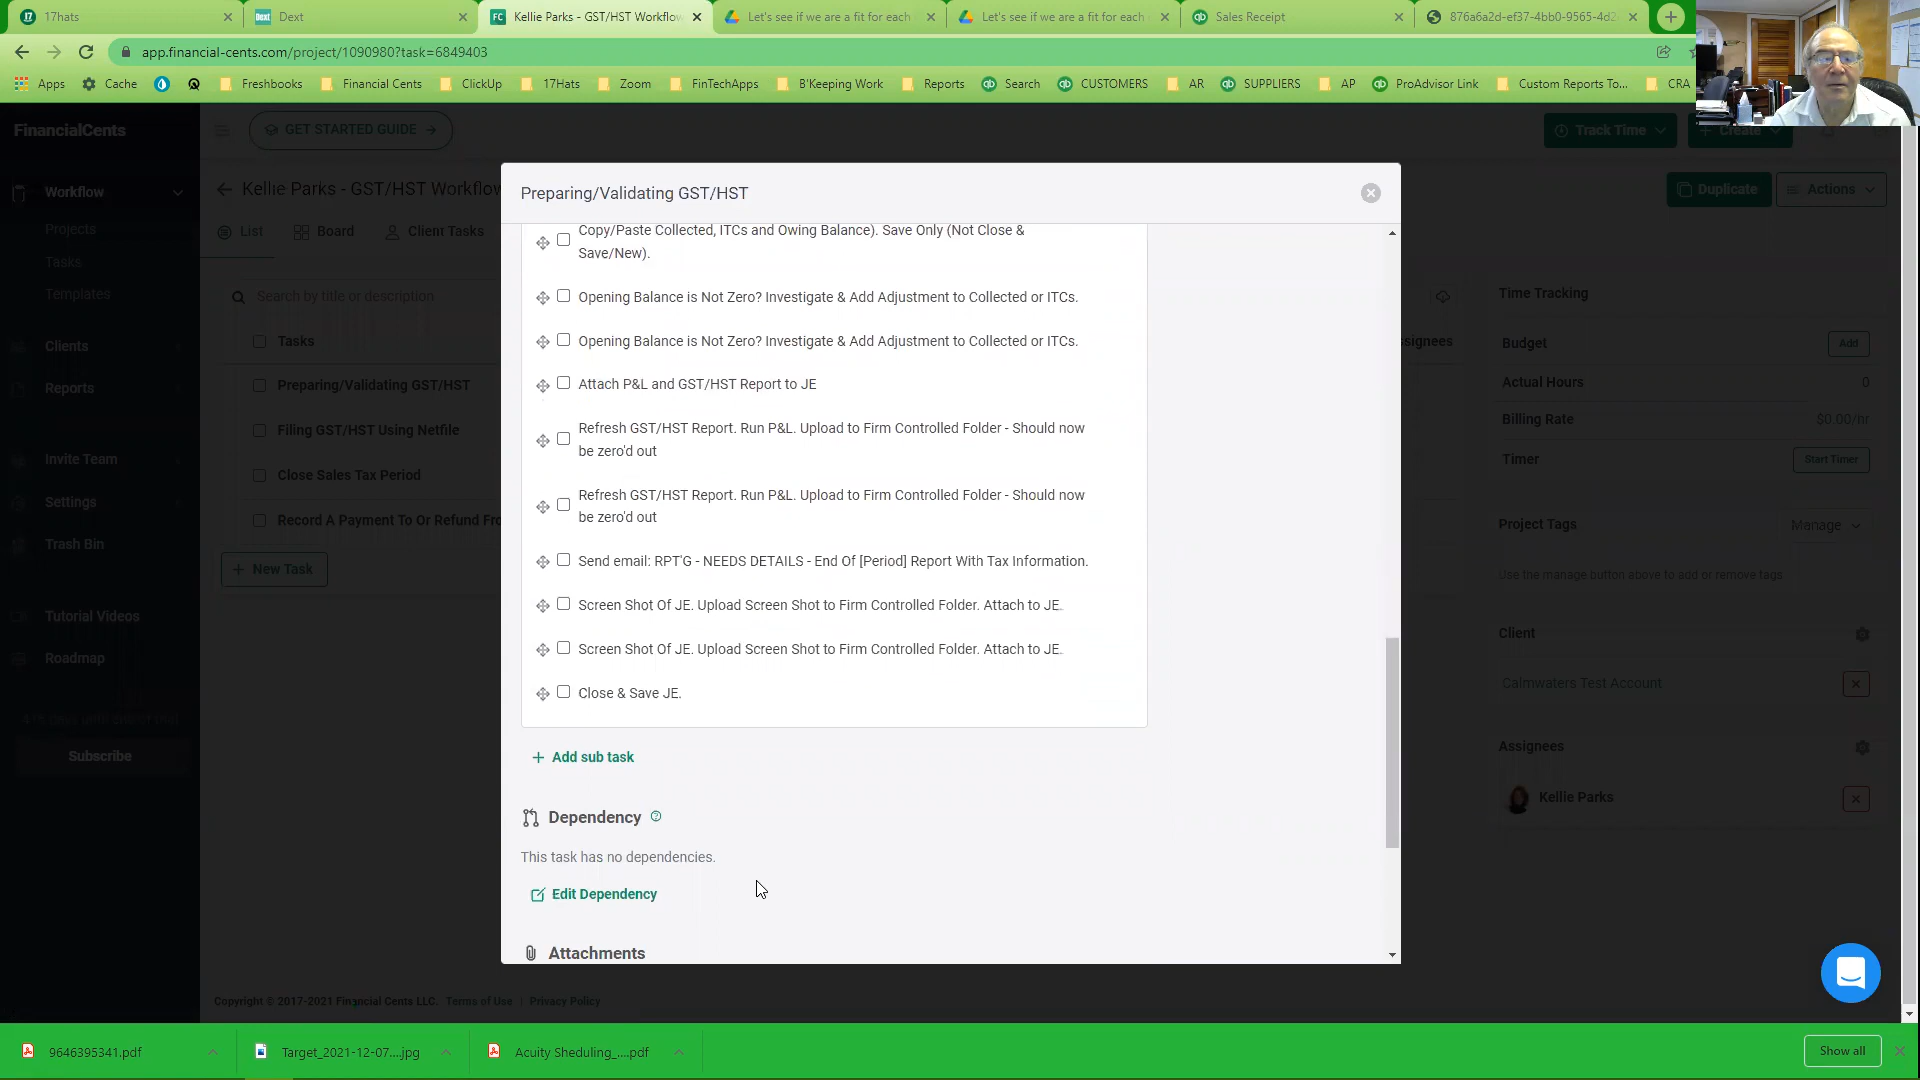 17hats
Dext
Kellie Parks - GST/HST Workflow
Let's see if we are a fit for each
Let's see if we are a fit for each
Sales Receipt
876a6a2d-ef37-4bb0-9565-4d2
app.financial-cents.com/project/1090980?task=6849403
Apps
Cache
Freshbooks
Financial Cents
ClickUp
17Hats
Zoom
FinTechApps
B'Keeping Work
Reports
Search
CUSTOMERS
AR
SUPPLIERS
AP
ProAdvisor Link
Custom Reports To...
CRA
FinancialCents
GET STARTED GUIDE
Track Time
Create
Workflow
Projects
Tasks
Templates
Clients
Reports
Invite Team
Settings
Trash Bin
Tutorial Videos
Roadmap
Subscribe
Kellie Parks - GST/HST Workflow
Duplicate
Actions
List
Board
Client Tasks
Search by title or description
Tasks
Preparing/Validating GST/HST
Filing GST/HST Using Netfile
Close Sales Tax Period
Record A Payment To Or Refund Fro
New Task
Preparing/Validating GST/HST
Copy/Paste Collected, ITCs and Owing Balance). Save Only (Not Close &
Save/New).
Opening Balance is Not Zero? Investigate & Add Adjustment to Collected or ITCs.
Opening Balance is Not Zero? Investigate & Add Adjustment to Collected or ITCs.
Attach P&L and GST/HST Report to JE
Refresh GST/HST Report. Run P&L. Upload to Firm Controlled Folder - Should now
be zero'd out
Refresh GST/HST Report. Run P&L. Upload to Firm Controlled Folder - Should now
be zero'd out
Send email: RPT'G - NEEDS DETAILS - End Of [Period] Report With Tax Information.
Screen Shot Of JE. Upload Screen Shot to Firm Controlled Folder. Attach to JE.
Screen Shot Of JE. Upload Screen Shot to Firm Controlled Folder. Attach to JE.
Close & Save JE.
Add sub task
Dependency
This task has no dependencies.
Edit Dependency
Attachments
ssignees
Time Tracking
Budget
Add
Actual Hours
0
Billing Rate
$0.00/hr
Timer
Start Timer
Project Tags
Manage
Use the manage button above to add or remove tags
Client
Calmwaters Test Account
Assignees
Kellie Parks
Copyright © 2017-2021 Financial Cents LLC. Terms of Use | Privacy Policy
9646395341.pdf
Target_2021-12-07....jpg
Acuity Sheduling_....pdf
Show all